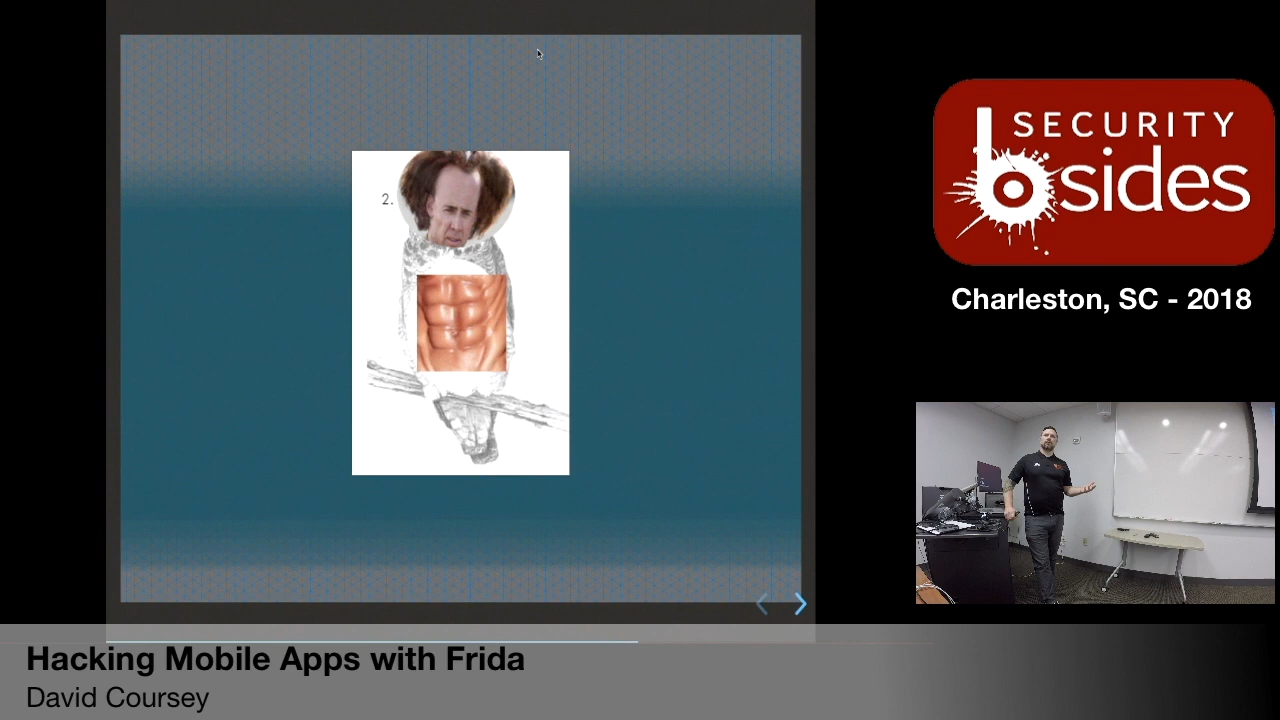 2.
SECURITY
bsides
Charleston, SC - 2018
Hacking Mobile Apps with Frida
David Coursey